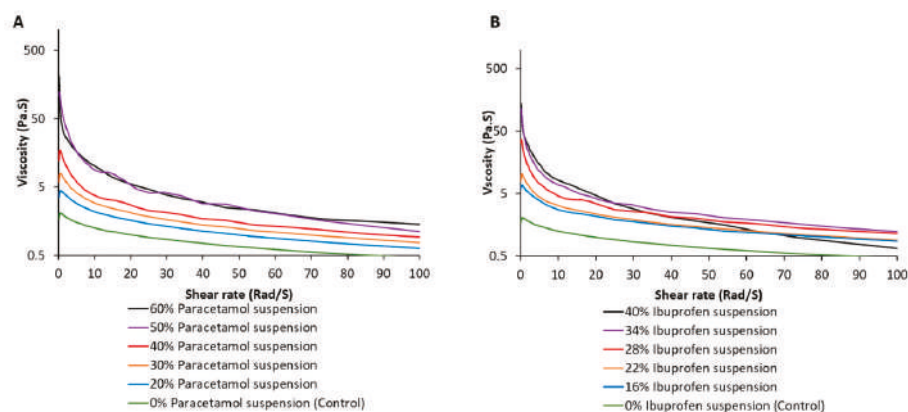 A
B
500
50
5
0.5
Viscosity (Pa.S)
0 10 20 30 40 50 60 70 80 90 100
Shear rate (Rad/S)
60% Paracetamol suspension
50% Paracetamol suspension
40% Paracetamol suspension
30% Paracetamol suspension
20% Paracetamol suspension
0% Paracetamol suspension (Control)
500
50
5
0.5
Vscosity (Pa.S)
0 10 20 30 40 50 60 70 80 90 100
Shear rate (Rad/S)
40% Ibuprofen suspension
34% Ibuprofen suspension
28% Ibuprofen suspension
22% Ibuprofen suspension
16% Ibuprofen suspension
0% Ibuprofen suspension (Control)